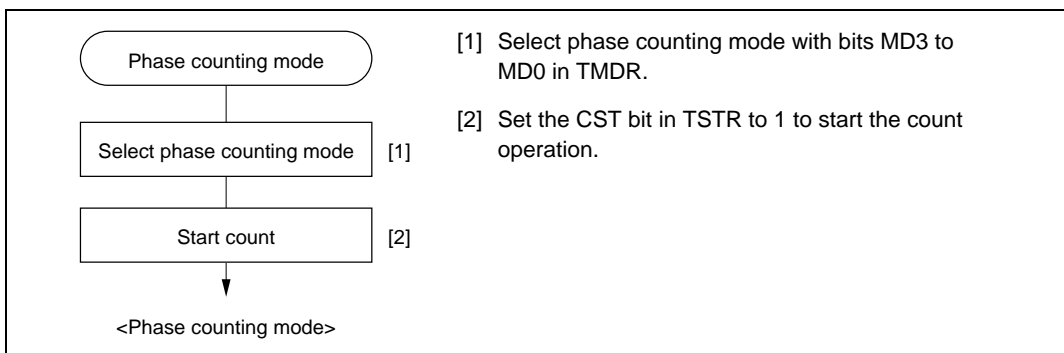 Phase counting mode
Select phase counting mode [1]
Start count [2]
<Phase counting mode>
[1] Select phase counting mode with bits MD3 to
MD0 in TMDR.
[2] Set the CST bit in TSTR to 1 to start the count
operation.